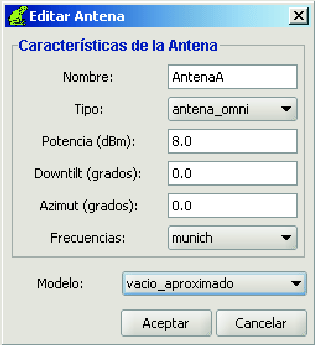 Editar Antena
Características de la Antena
Nombre: AntenaA
Tipo: antena_omni
Potencia (dBm): 8.0
Downtilt (grados): 0.0
Azimut (grados): 0.0
Frecuencias: munich
Modelo: vacio_aproximado
Aceptar Cancelar